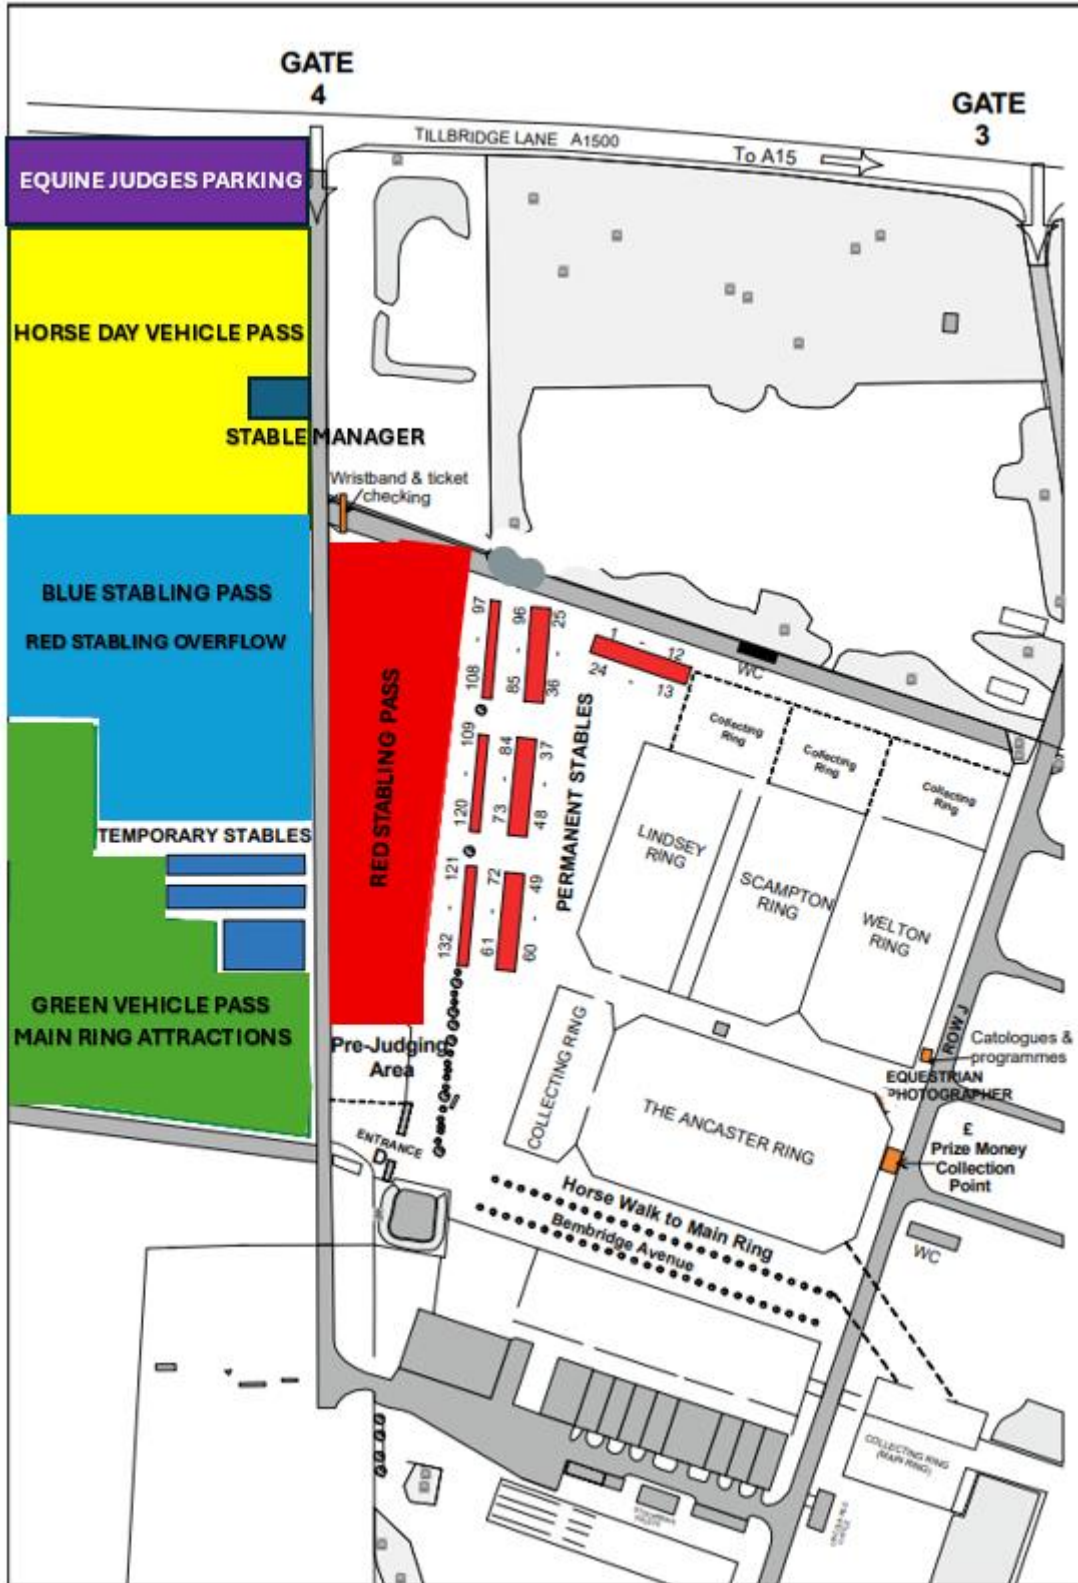 GATE
4
GATE
3
TILLBRIDGE LANE A1500
To A15
EQUINE JUDGES PARKING
HORSE DAY VEHICLE PASS
STABLE MANAGER
Wristband & ticket
checking
BLUE STABLING PASS
RED STABLING OVERFLOW
RED STABLING PASS
97
-
108
96
-
85
25
-
36
1 - 12
24 - 13
WC
109
-
120
84
-
73
37
-
48
121
-
132
72
-
61
49
-
60
PERMANENT STABLES
Collecting
Ring
Collecting
Ring
Collecting
Ring
LINDSEY
RING
SCAMPTON
RING
WELTON
RING
TEMPORARY STABLES
GREEN VEHICLE PASS
MAIN RING ATTRACTIONS
Pre-Judging
Area
ENTRANCE
D
COLLECTING RING
THE ANCASTER RING
ROW J
Catologues &
programmes
EQUESTRIAN
PHOTOGRAPHER
£
Prize Money
Collection
Point
Horse Walk to Main Ring
Bembridge Avenue
WC
COLLECTING RING
(MAIN RING)